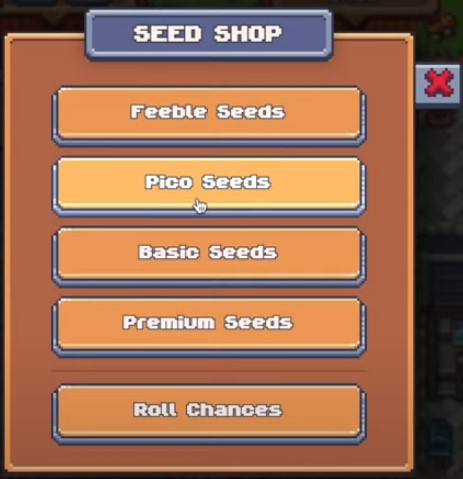 SEED SHOP
Feeble Seeds
Pico Seeds
Basic Seeds
Premium Seeds
Roll Chances